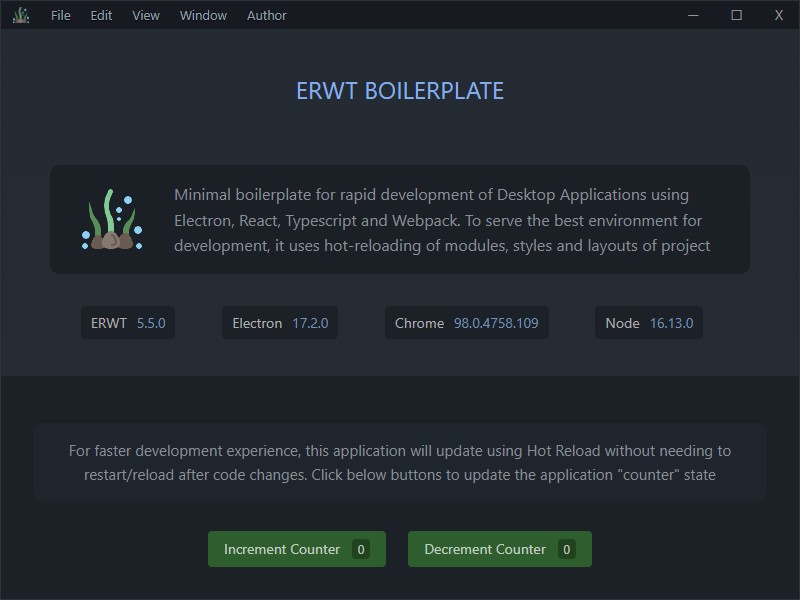 File Edit View Window Author X
ERWT BOILERPLATE
Minimal boilerplate for rapid development of Desktop Applications using
Electron, React, Typescript and Webpack. To serve the best environment for
development, it uses hot-reloading of modules, styles and layouts of project
ERWT 5.5.0 Electron 17.2.0 Chrome 98.0.4758.109 Node 16.13.0
For faster development experience, this application will update using Hot Reload without needing to
restart/reload after code changes. Click below buttons to update the application "counter" state
Increment Counter 0 Decrement Counter 0